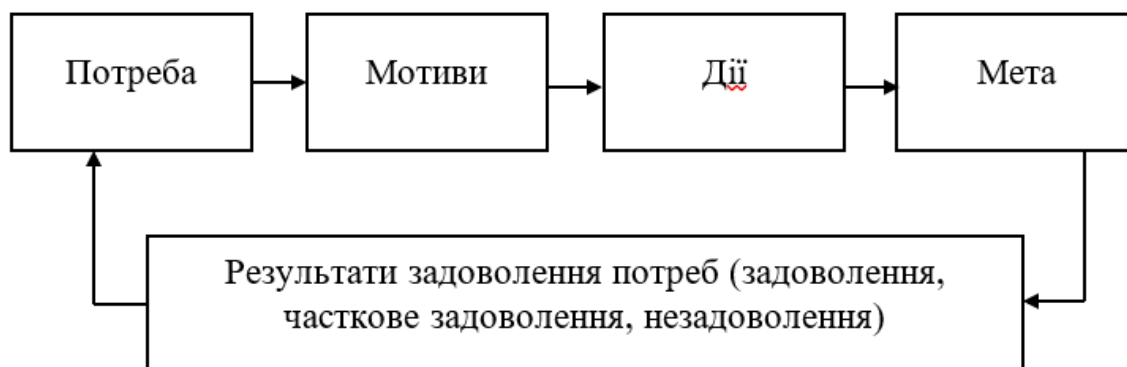 Потреба
Мотиви
Дії
Мета
Результати задоволення потреб (задоволення,
часткове задоволення, незадоволення)